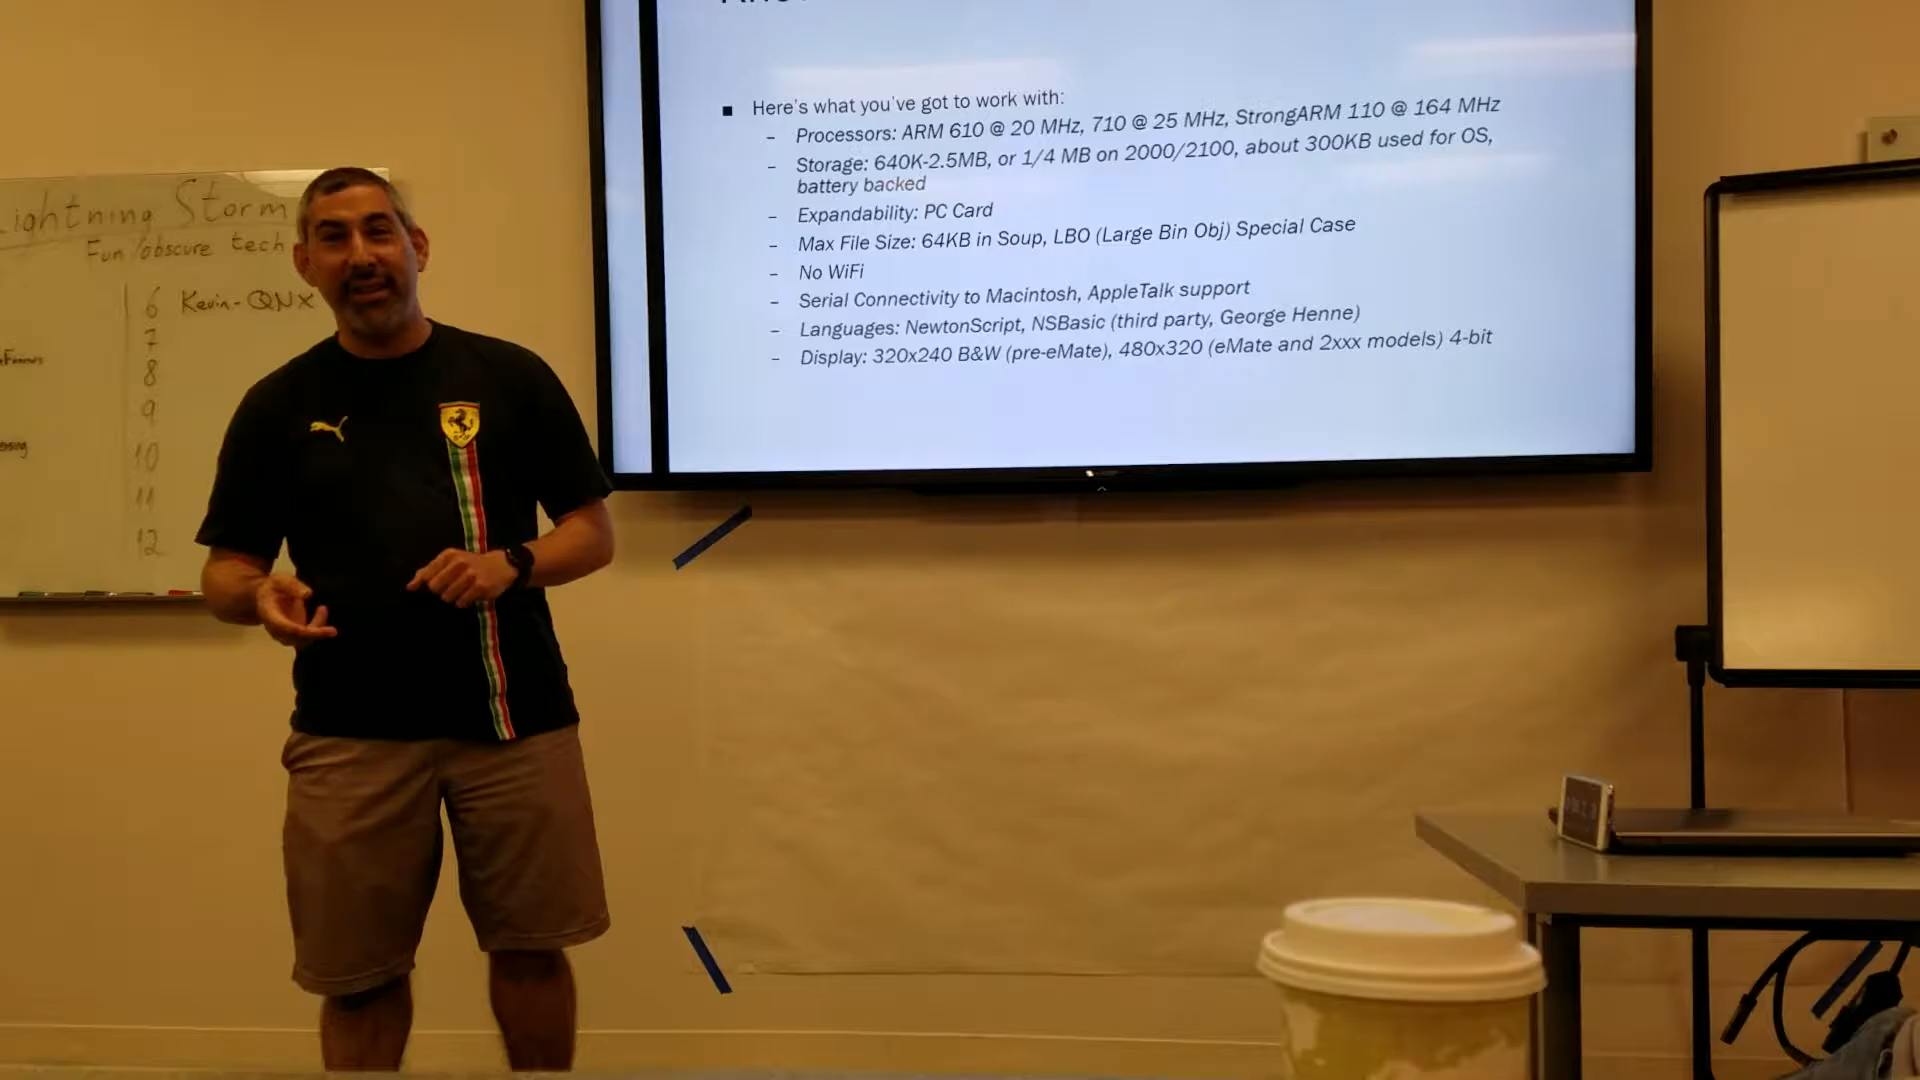 Lightning Storm
Fun/obscure tech
6 Kevin-QNX
7
8
9
10
11
12
Here's what you've got to work with:
– Processors: ARM 610 @ 20 MHz, 710 @ 25 MHz, StrongARM 110 @ 164 MHz
– Storage: 640K-2.5MB, or 1/4 MB on 2000/2100, about 300KB used for OS,
battery backed
– Expandability: PC Card
– Max File Size: 64KB in Soup, LBO (Large Bin Obj) Special Case
– No WiFi
– Serial Connectivity to Macintosh, AppleTalk support
– Languages: NewtonScript, NSBasic (third party, George Henne)
– Display: 320x240 B&W (pre-eMate), 480x320 (eMate and 2xxx models) 4-bit